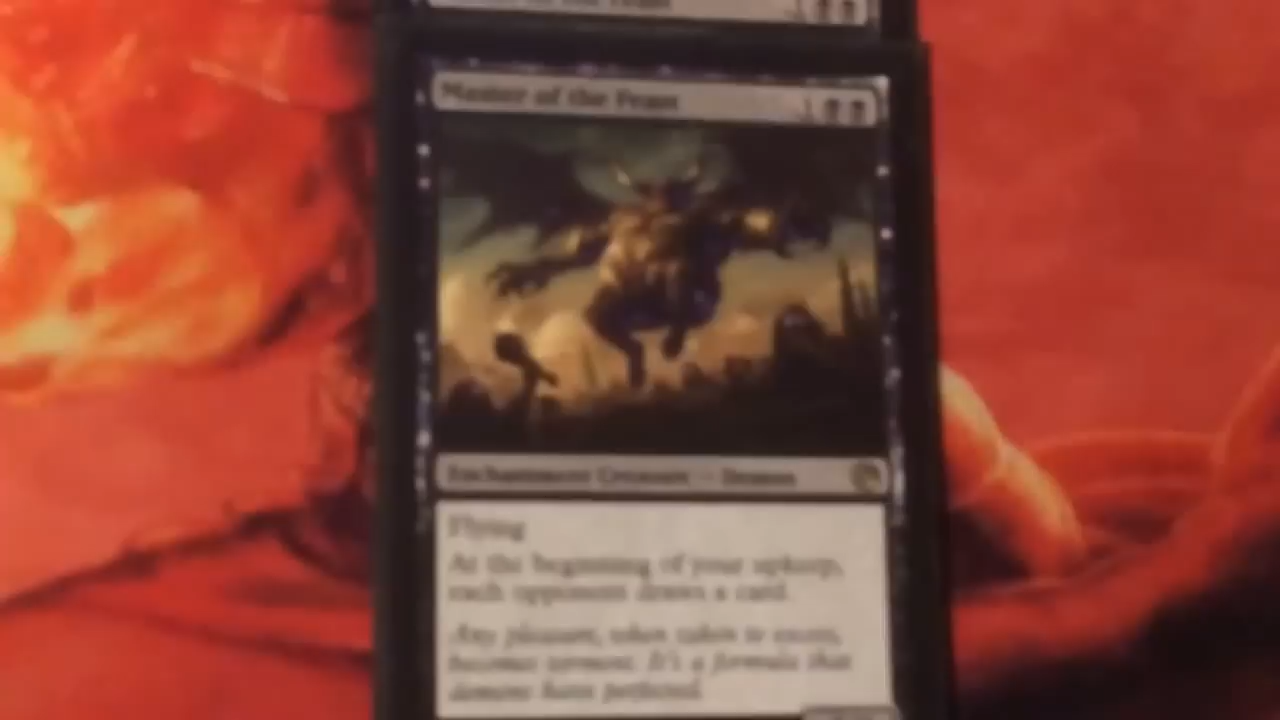 Master of the Feast 1
Enchantment Creature — Demon
Flying
At the beginning of your upkeep,
each opponent draws a card.
Any pleasure, when taken to excess,
becomes torment. It's a formula that
demons have perfected.